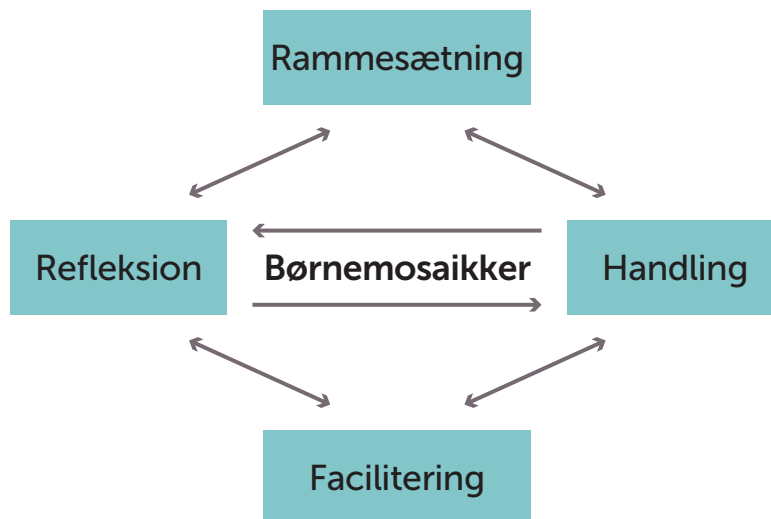 Rammesætning
Refleksion
Børnemosaikker
Handling
Facilitering